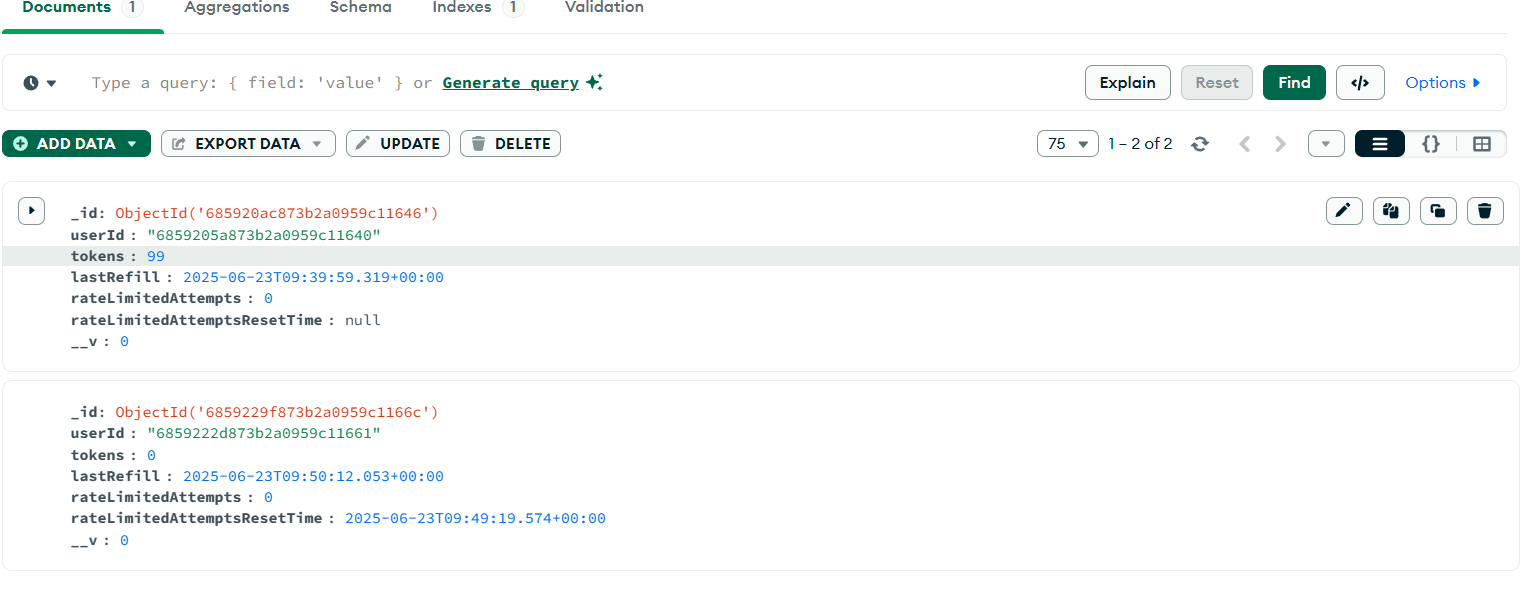 Documents 1 Aggregations Schema Indexes 1 Validation
Type a query: { field: 'value' } or Generate query Explain Reset Find </> Options
ADD DATA EXPORT DATA UPDATE DELETE 75 1 – 2 of 2 {}
_id: ObjectId('685920ac873b2a0959c11646')
userId : "6859205a873b2a0959c11640"
tokens : 99
lastRefill : 2025-06-23T09:39:59.319+00:00
rateLimitedAttempts : 0
rateLimitedAttemptsResetTime : null
__v : 0
_id: ObjectId('6859229f873b2a0959c1166c')
userId : "6859222d873b2a0959c11661"
tokens : 0
lastRefill : 2025-06-23T09:50:12.053+00:00
rateLimitedAttempts : 0
rateLimitedAttemptsResetTime : 2025-06-23T09:49:19.574+00:00
__v : 0